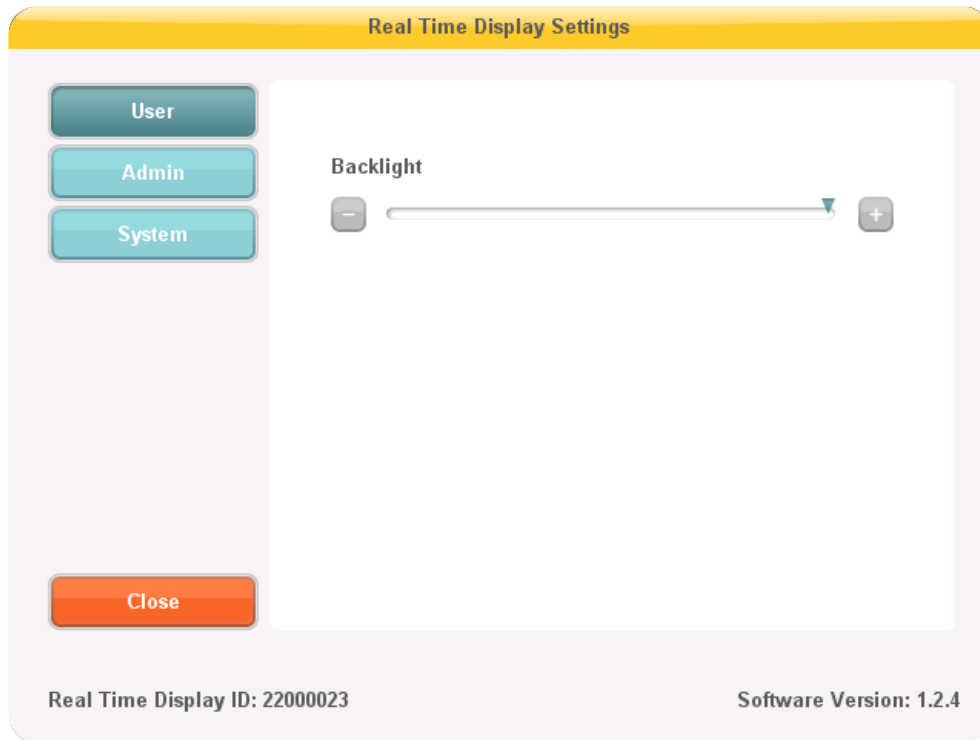 Real Time Display Settings
User
Admin
System
Backlight
−
+
Close
Real Time Display ID: 22000023
Software Version: 1.2.4